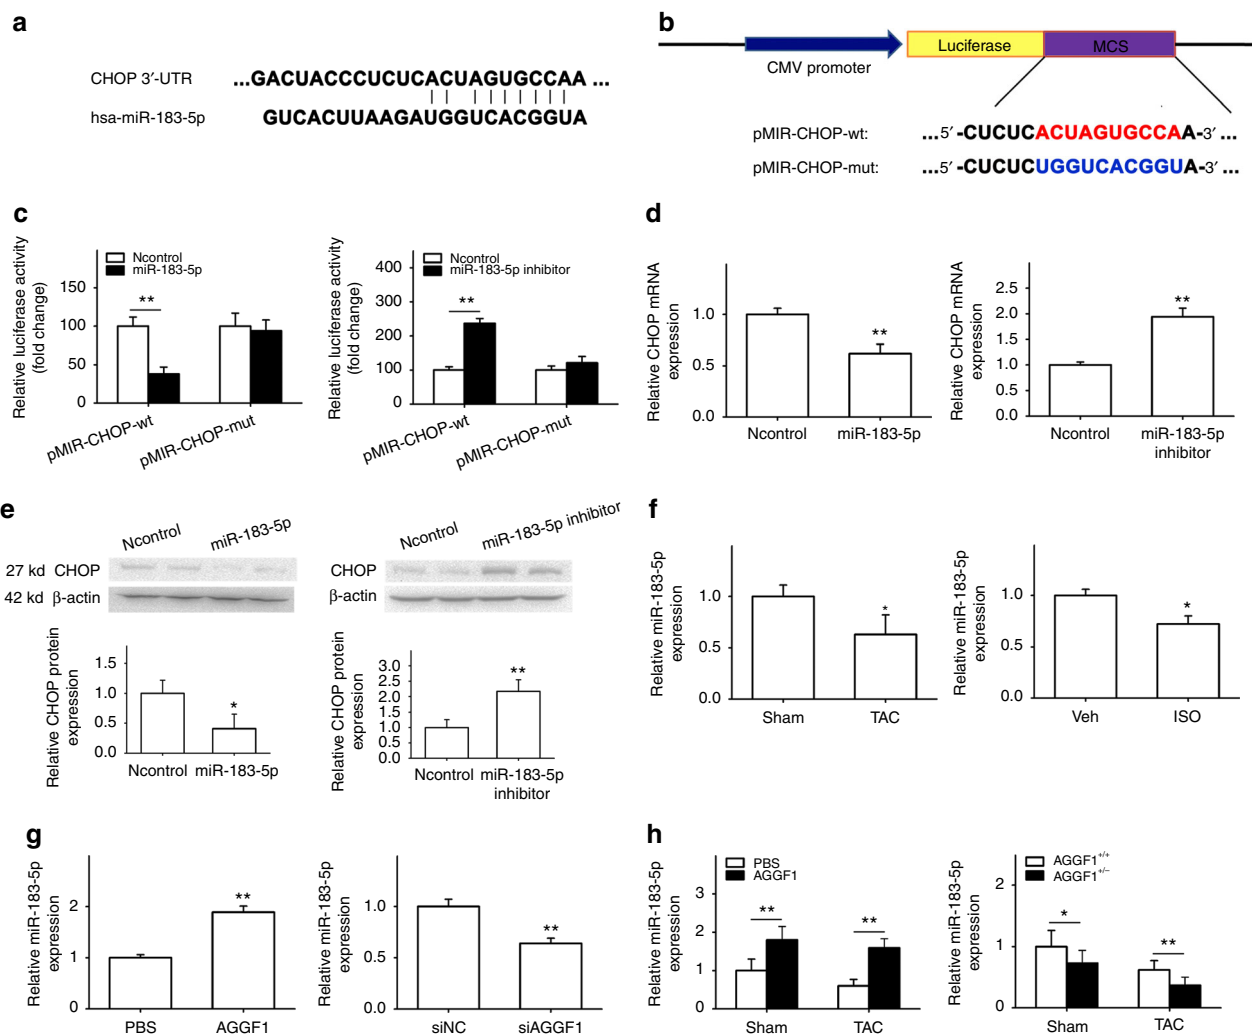 a
CHOP 3′-UTR ...GACUACCCUCUCACUAGUGCCAA ...
hsa-miR-183-5p GUCACUUAAGAUGGUCACGGUA
b
Luciferase MCS
CMV promoter
pMIR-CHOP-wt: ...5′ -CUCUCACUAGUGCCAA-3′ ...
pMIR-CHOP-mut: ...5′ -CUCUCUGGUCACGGUA-3′ ...
c
Relative luciferase activity
(fold change)
Ncontrol
miR-183-5p
150
100
50
0
**
pMIR-CHOP-wt
pMIR-CHOP-mut
Relative luciferase activity
(fold change)
Ncontrol
miR-183-5p inhibitor
400
300
200
100
0
**
pMIR-CHOP-wt
pMIR-CHOP-mut
d
Relative CHOP mRNA
expression
1.0
0.5
0.0
**
Ncontrol miR-183-5p
Relative CHOP mRNA
expression
2.5
2.0
1.5
1.0
0.5
0.0
**
Ncontrol miR-183-5p
inhibitor
e
Ncontrol miR-183-5p
27 kd CHOP
42 kd β-actin
Ncontrol miR-183-5p inhibitor
CHOP
β-actin
Relative CHOP protein
expression
1.5
1.0
0.5
0.0
*
Ncontrol miR-183-5p
Relative CHOP protein
expression
3.0
2.5
2.0
1.5
1.0
0.5
0.0
**
Ncontrol miR-183-5p
inhibitor
f
Relative miR-183-5p
expression
1.0
0.5
0.0
*
Sham TAC
Relative miR-183-5p
expression
1.0
0.5
0.0
*
Veh ISO
g
Relative miR-183-5p
expression
2
1
0
**
PBS AGGF1
Relative miR-183-5p
expression
1.0
0.5
0.0
**
siNC siAGGF1
h
Relative miR-183-5p
expression
PBS
AGGF1
3
2
1
0
**
**
Sham TAC
Relative miR-183-5p
expression
AGGF1+/+
AGGF1+/−
2
1
0
*
**
Sham TAC